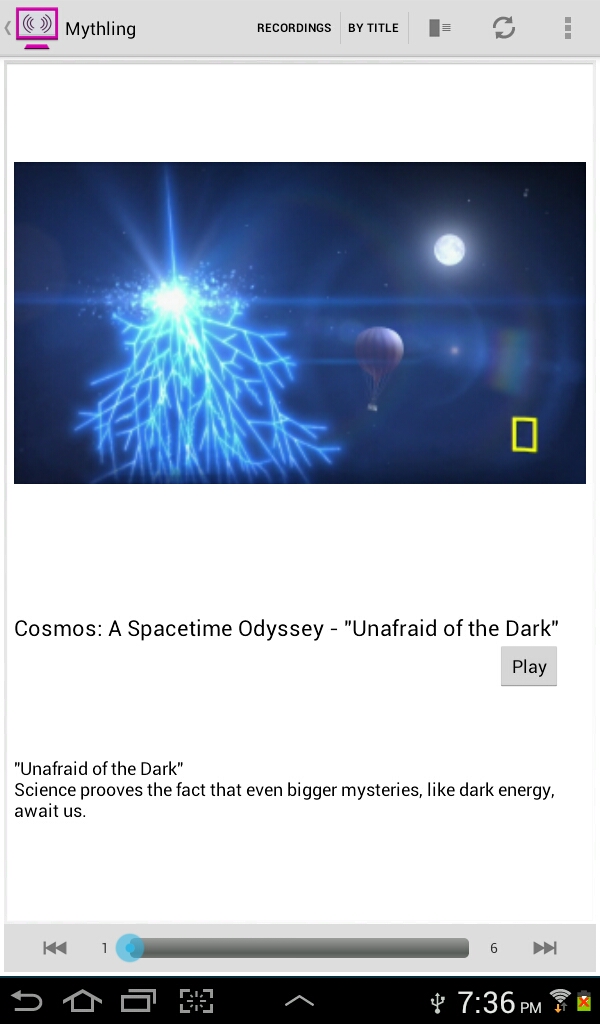 Mythling
RECORDINGS
BY TITLE
Cosmos: A Spacetime Odyssey - "Unafraid of the Dark"
Play
"Unafraid of the Dark"
Science prooves the fact that even bigger mysteries, like dark energy,
await us.
1
6
7:36 PM